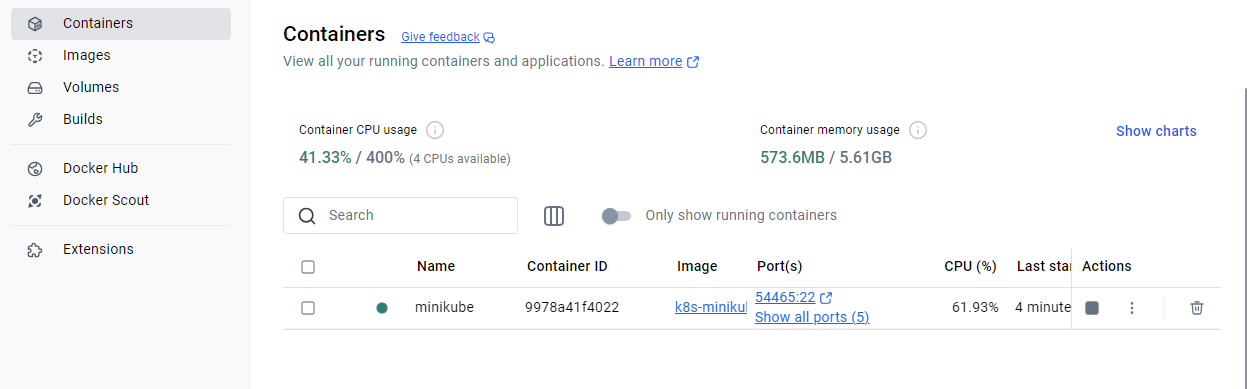 Containers
Images
Volumes
Builds
Docker Hub
Docker Scout
Extensions
Containers Give feedback
View all your running containers and applications. Learn more
Container CPU usage
41.33% / 400% (4 CPUs available)
Container memory usage
573.6MB / 5.61GB
Show charts
Search
Only show running containers
Name Container ID Image Port(s) CPU (%) Last star Actions
minikube 9978a41f4022 k8s-minikul 54465:22 61.93% 4 minute
Show all ports (5)